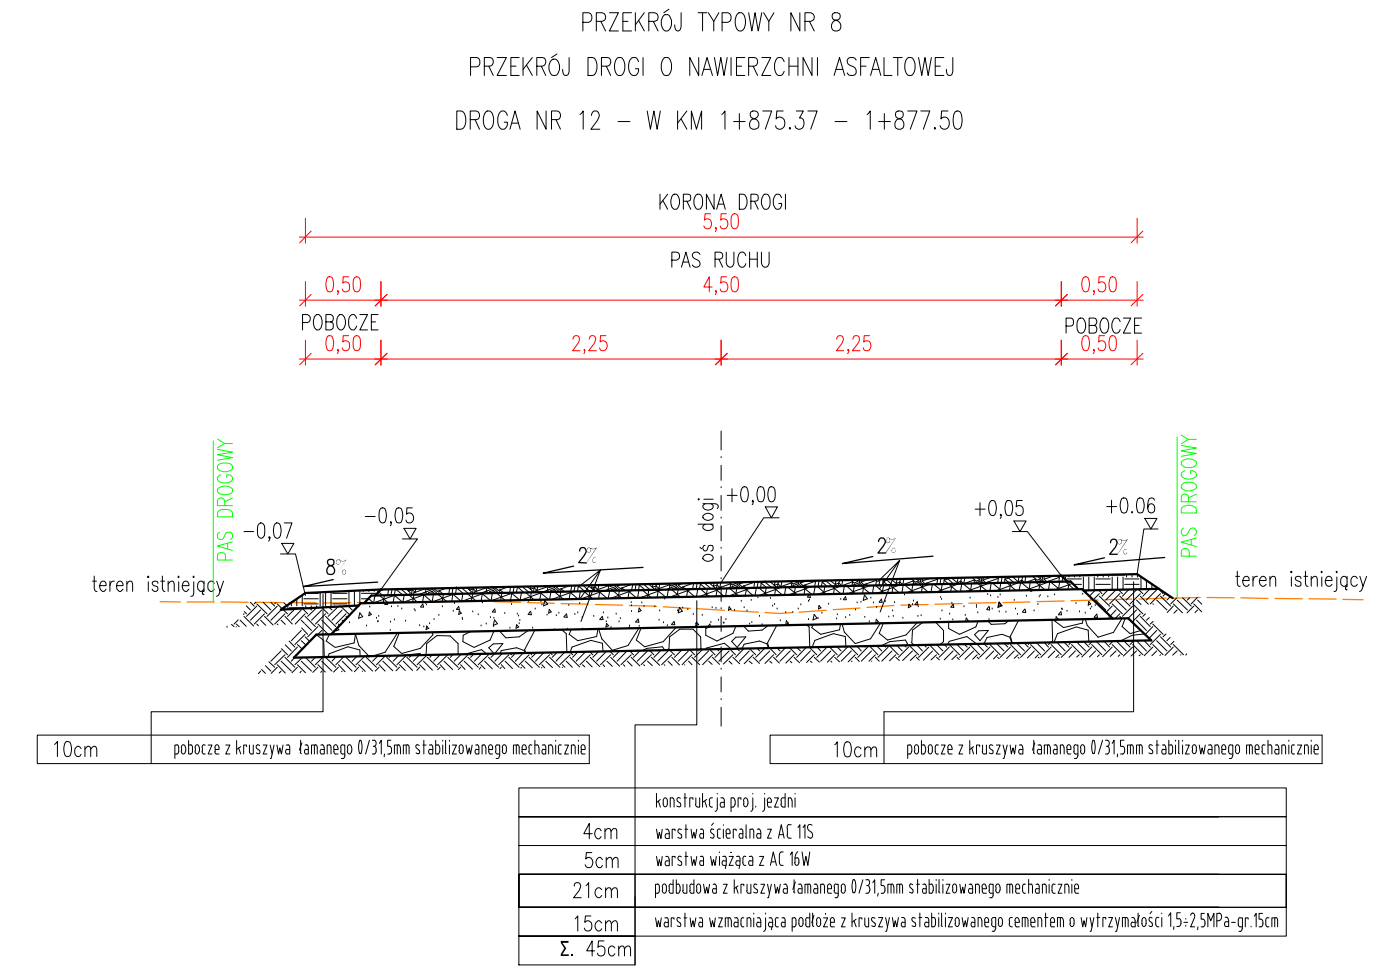 PRZEKRÓJ TYPOWY NR 8
PRZEKRÓJ DROGI O NAWIERZCHNI ASFALTOWEJ
DROGA NR 12 – W KM 1+875.37 – 1+877.50
KORONA DROGI
5,50
PAS RUCHU
0,50 4,50 0,50
POBOCZE POBOCZE
0,50 2,25 2,25 0,50
PAS DROGOWY
PAS DROGOWY
-0,07
-0,05
oś dogi
+0,00
+0,05
+0.06
8%
2%
2%
2%
teren istniejący
teren istniejący
10cm pobocze z kruszywa łamanego 0/31,5mm stabilizowanego mechanicznie
10cm pobocze z kruszywa łamanego 0/31,5mm stabilizowanego mechanicznie
konstrukcja proj. jezdni
4cm warstwa ścieralna z AC 11S
5cm warstwa wiążąca z AC 16W
21cm podbudowa z kruszywa łamanego 0/31,5mm stabilizowanego mechanicznie
15cm warstwa wzmacniająca podłoże z kruszywa stabilizowanego cementem o wytrzymałości 1,5÷2,5MPa-gr.15cm
Σ. 45cm